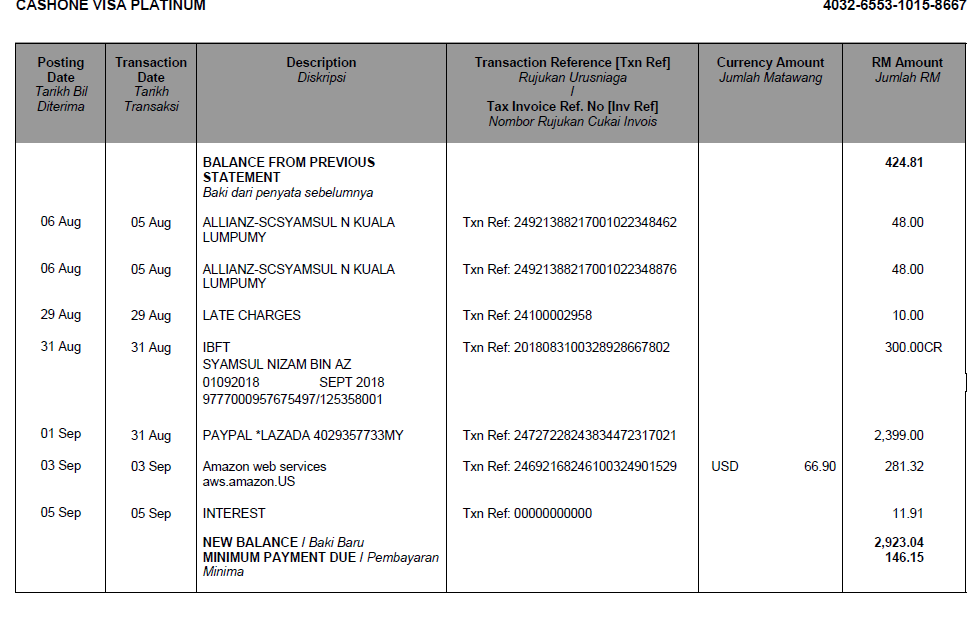 CASHONE VISA PLATINUM 4032-6553-1015-8667
Posting Date Tarikh Bil Diterima
Transaction Date Tarikh Transaksi
Description Diskripsi
Transaction Reference [Txn Ref] Rujukan Urusniaga / Tax Invoice Ref. No [Inv Ref] Nombor Rujukan Cukai Invois
Currency Amount Jumlah Matawang
RM Amount Jumlah RM
BALANCE FROM PREVIOUS 424.81
STATEMENT
Baki dari penyata sebelumnya
06 Aug 05 Aug ALLIANZ-SCSYAMSUL N KUALA Txn Ref: 24921388217001022348462 48.00
LUMPUMY
06 Aug 05 Aug ALLIANZ-SCSYAMSUL N KUALA Txn Ref: 24921388217001022348876 48.00
LUMPUMY
29 Aug 29 Aug LATE CHARGES Txn Ref: 24100002958 10.00
31 Aug 31 Aug IBFT Txn Ref: 2018083100328928667802 300.00CR
SYAMSUL NIZAM BIN AZ
01092018 SEPT 2018
9777000957675497/125358001
01 Sep 31 Aug PAYPAL *LAZADA 4029357733MY Txn Ref: 24727228243834472317021 2,399.00
03 Sep 03 Sep Amazon web services Txn Ref: 24692168246100324901529 USD 66.90 281.32
aws.amazon.US
05 Sep 05 Sep INTEREST Txn Ref: 00000000000 11.91
NEW BALANCE / Baki Baru 2,923.04
MINIMUM PAYMENT DUE / Pembayaran 146.15
Minima